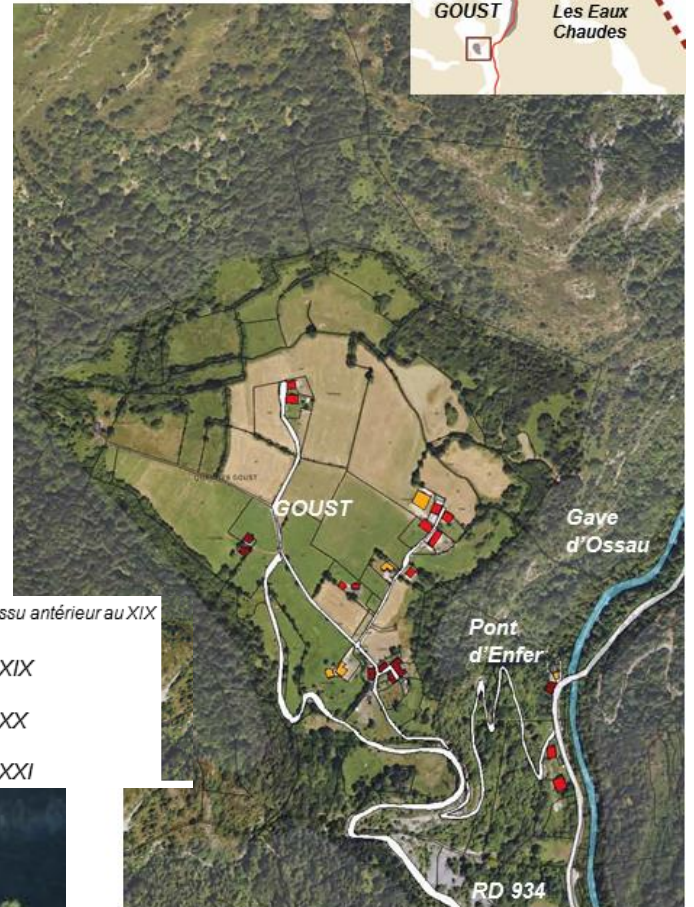 GOUST
Les Eaux
Chaudes
GOUST
Gave
d'Ossau
Pont
d'Enfer
ssu antérieur au XIX
XIX
XX
XXI
RD 934